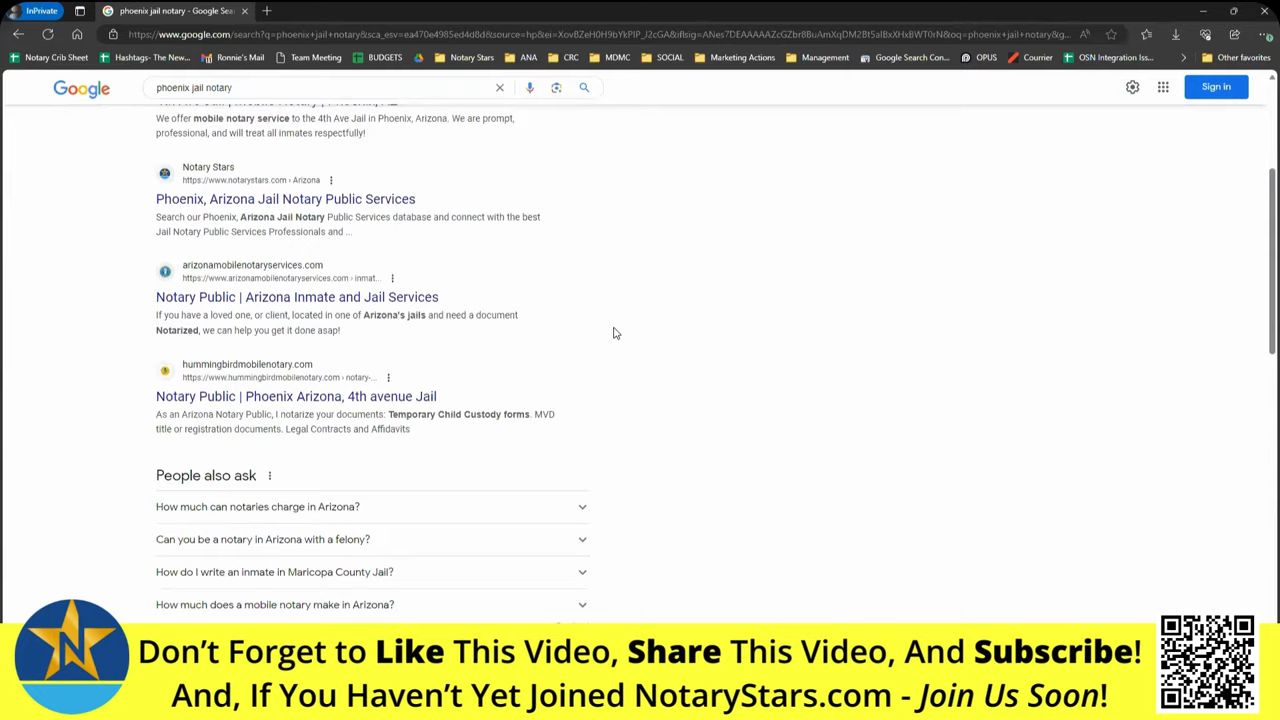 InPrivate
phoenix jail notary - Google Sea
Notary Crib Sheet
Hashtags- The New...
Ronnie's Mail
Team Meeting
BUDGETS
Notary Stars
ANA
CRC
MDMC
SOCIAL
Marketing Actions
Management
Google Search Con...
OPUS
Courrier
OSN Integration Iss...
Other favorites
Google
phoenix jail notary
Sign in
We offer mobile notary service to the 4th Ave Jail in Phoenix, Arizona. We are prompt,
professional, and will treat all inmates respectfully!
Notary Stars
https://www.notarystars.com › Arizona
Phoenix, Arizona Jail Notary Public Services
Search our Phoenix, Arizona Jail Notary Public Services database and connect with the best
Jail Notary Public Services Professionals and ...
arizonamobilenotaryservices.com
https://www.arizonamobilenotaryservices.com › inmat...
Notary Public | Arizona Inmate and Jail Services
If you have a loved one, or client, located in one of Arizona's jails and need a document
Notarized, we can help you get it done asap!
hummingbirdmobilenotary.com
https://www.hummingbirdmobilenotary.com › notary-...
Notary Public | Phoenix Arizona, 4th avenue Jail
As an Arizona Notary Public, I notarize your documents: Temporary Child Custody forms. MVD
title or registration documents. Legal Contracts and Affidavits
People also ask
How much can notaries charge in Arizona?
Can you be a notary in Arizona with a felony?
How do I write an inmate in Maricopa County Jail?
How much does a mobile notary make in Arizona?
N
Don't Forget to Like This Video, Share This Video, And Subscribe!
And, If You Haven't Yet Joined NotaryStars.com - Join Us Soon!